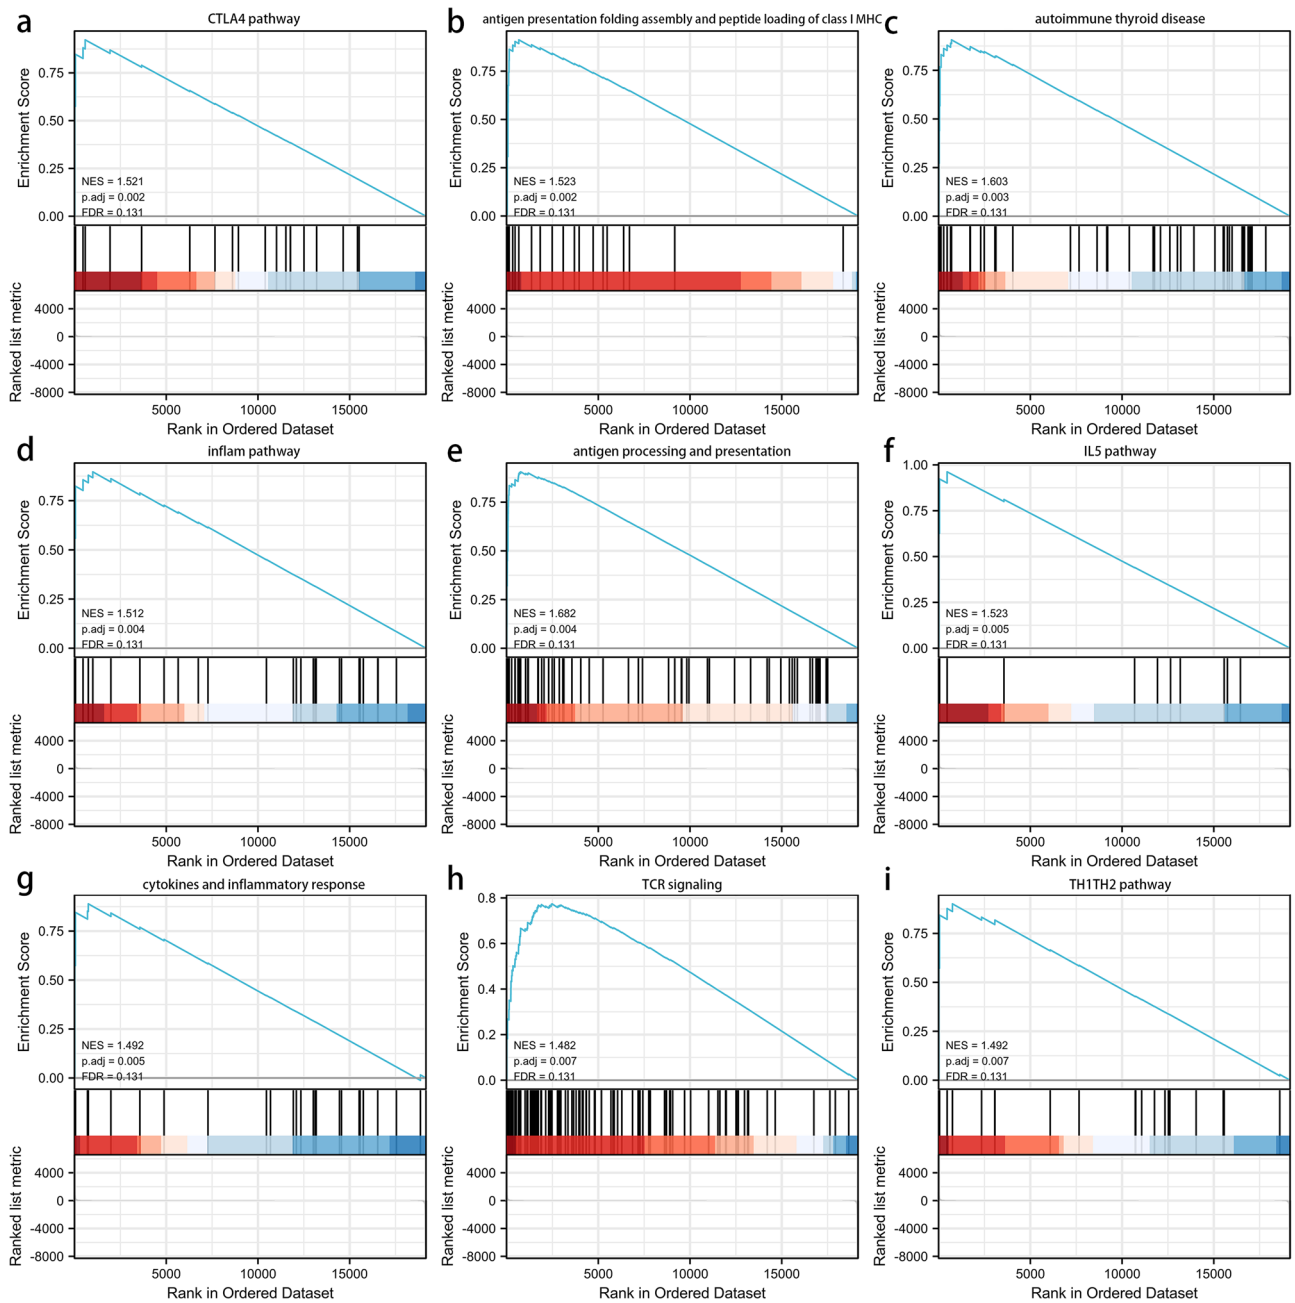 a
CTLA4 pathway
Enrichment Score
0.75
0.50
0.25
0.00
NES = 1.521
p.adj = 0.002
FDR = 0.131
Ranked list metric
4000
0
-4000
-8000
5000 10000 15000
Rank in Ordered Dataset
b
antigen presentation folding assembly and peptide loading of class I MHC
Enrichment Score
0.75
0.50
0.25
0.00
NES = 1.523
p.adj = 0.002
FDR = 0.131
Ranked list metric
4000
0
-4000
-8000
5000 10000 15000
Rank in Ordered Dataset
c
autoimmune thyroid disease
Enrichment Score
0.75
0.50
0.25
0.00
NES = 1.603
p.adj = 0.003
FDR = 0.131
Ranked list metric
4000
0
-4000
-8000
5000 10000 15000
Rank in Ordered Dataset
d
inflam pathway
Enrichment Score
0.75
0.50
0.25
0.00
NES = 1.512
p.adj = 0.004
FDR = 0.131
Ranked list metric
4000
0
-4000
-8000
5000 10000 15000
Rank in Ordered Dataset
e
antigen processing and presentation
Enrichment Score
0.75
0.50
0.25
0.00
NES = 1.682
p.adj = 0.004
FDR = 0.131
Ranked list metric
4000
0
-4000
-8000
5000 10000 15000
Rank in Ordered Dataset
f
IL5 pathway
Enrichment Score
1.00
0.75
0.50
0.25
0.00
NES = 1.523
p.adj = 0.005
FDR = 0.131
Ranked list metric
4000
0
-4000
-8000
5000 10000 15000
Rank in Ordered Dataset
g
cytokines and inflammatory response
Enrichment Score
0.75
0.50
0.25
0.00
NES = 1.492
p.adj = 0.005
FDR = 0.131
Ranked list metric
4000
0
-4000
-8000
5000 10000 15000
Rank in Ordered Dataset
h
TCR signaling
Enrichment Score
0.8
0.6
0.4
0.2
0.0
NES = 1.482
p.adj = 0.007
FDR = 0.131
Ranked list metric
4000
0
-4000
-8000
5000 10000 15000
Rank in Ordered Dataset
i
TH1TH2 pathway
Enrichment Score
0.75
0.50
0.25
0.00
NES = 1.492
p.adj = 0.007
FDR = 0.131
Ranked list metric
4000
0
-4000
-8000
5000 10000 15000
Rank in Ordered Dataset